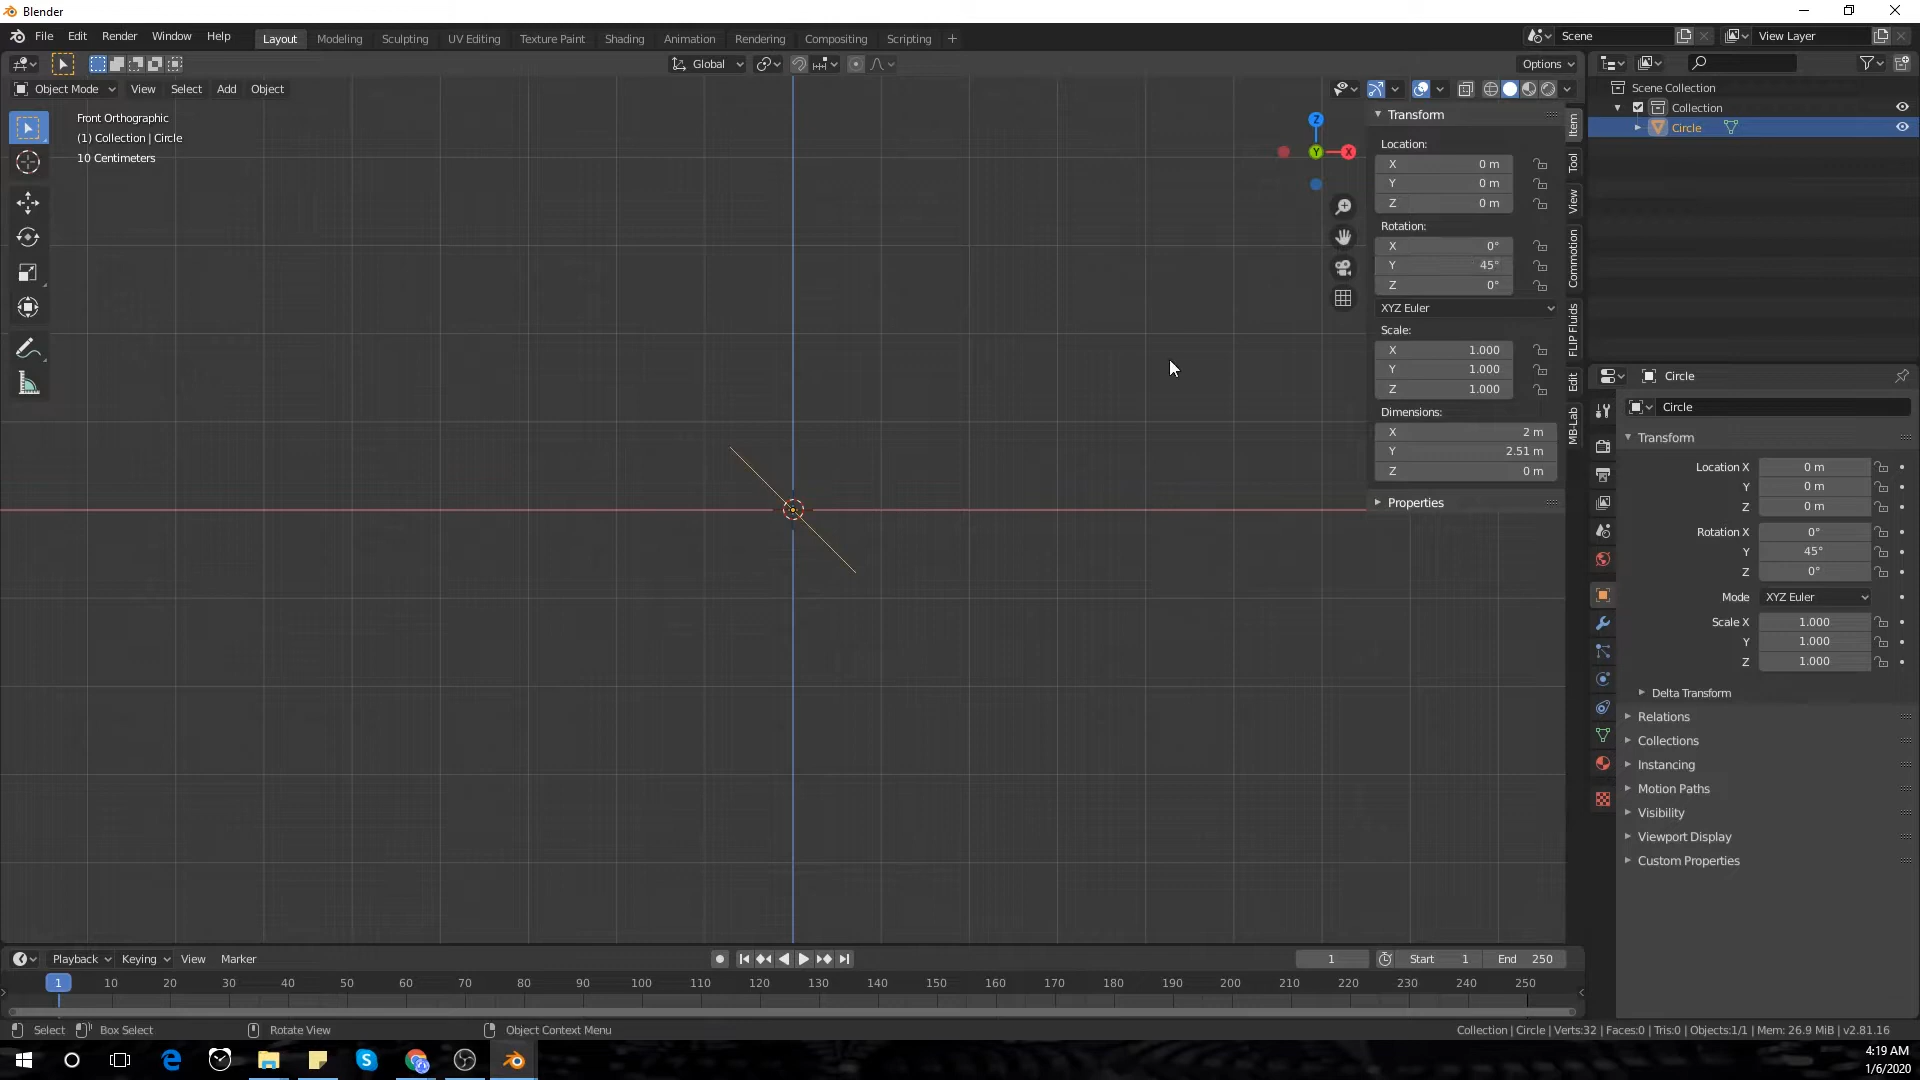 Blender
File Edit Render Window Help Layout Modeling Sculpting UV Editing Texture Paint Shading Animation Rendering Compositing Scripting + Scene View Layer
Global Options
Object Mode View Select Add Object
Front Orthographic
(1) Collection | Circle
10 Centimeters
Z
Y
X
Transform
Location:
X 0 m
Y 0 m
Z 0 m
Rotation:
X 0°
Y 45°
Z 0°
XYZ Euler
Scale:
X 1.000
Y 1.000
Z 1.000
Dimensions:
X 2 m
Y 2.51 m
Z 0 m
Properties
Item
Tool
View
Commotion
FLIP Fluids
Edit
MB-Lab
Scene Collection
Collection
Circle
Circle
Circle
Transform
Location X 0 m
Y 0 m
Z 0 m
Rotation X 0°
Y 45°
Z 0°
Mode XYZ Euler
Scale X 1.000
Y 1.000
Z 1.000
Delta Transform
Relations
Collections
Instancing
Motion Paths
Visibility
Viewport Display
Custom Properties
Playback Keying View Marker 1 Start 1 End 250
1 10 20 30 40 50 60 70 80 90 100 110 120 130 140 150 160 170 180 190 200 210 220 230 240 250
Select Box Select Rotate View Object Context Menu Collection | Circle | Verts:32 | Faces:0 | Tris:0 | Objects:1/1 | Mem: 26.9 MiB | v2.81.16
4:19 AM
1/6/2020